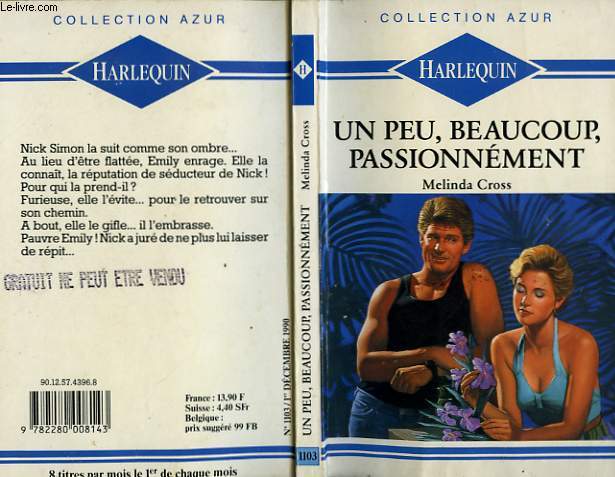 Le-livre.com
COLLECTION AZUR
HARLEQUIN
Nick Simon la suit comme son ombre...
Au lieu d'être flattée, Emily enrage. Elle la
connaît, la réputation de séducteur de Nick !
Pour qui la prend-il ?
Furieuse, elle l'évite... pour le retrouver sur
son chemin.
A bout, elle le gifle... il l'embrasse.
Pauvre Emily ! Nick a juré de ne plus lui laisser
de répit...
GRATUIT NE PEUT ETRE VENDU
90.12.57.4396.8
9 782280 008143
France : 13,90 F
Suisse : 4,40 SFr
Belgique :
prix suggéré 99 FB
8 titres par mois le 1er de chaque mois
H
Melinda Cross
UN PEU, BEAUCOUP, PASSIONNÉMENT
N° 1103 / 1er DÉCEMBRE 1990
1103
COLLECTION AZUR
HARLEQUIN
UN PEU, BEAUCOUP,
PASSIONNÉMENT
Melinda Cross